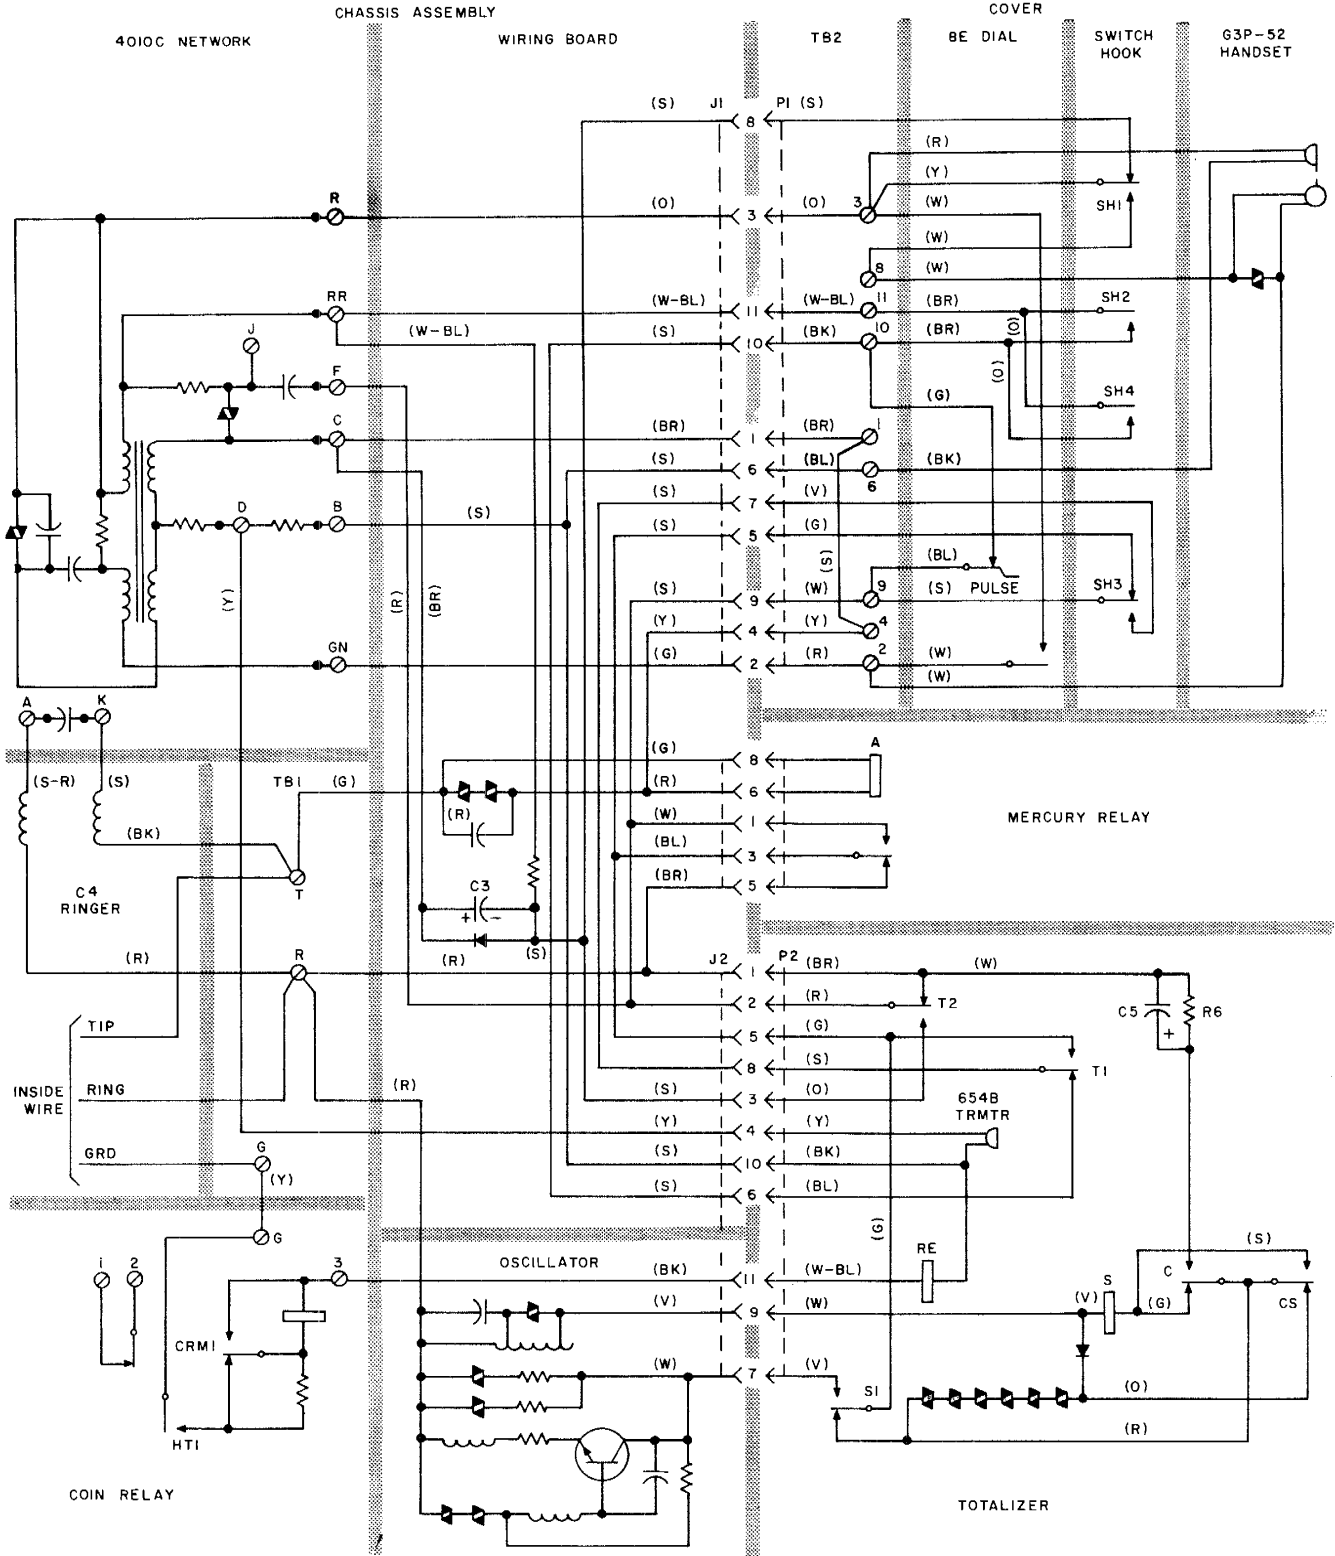 CHASSIS ASSEMBLY
COVER
4010C NETWORK
WIRING BOARD
TB2
8E DIAL
SWITCH
HOOK
G3P-52
HANDSET
(S) J1 8 P1 (S)
(R)
(Y)
R
(O) 3 (O) 3 (W) SH1
(W)
8 (W)
RR (W-BL) 11 (W-BL) 11 (BR) SH2
(W-BL)
J (S) 10 (BK) 10 (BR) (O)
(O)
F
SH4
(G)
C (BR) 1 (BR) 1
(S) 6 (BL) 6 (BK)
(S) 7 (V)
D B (S) (S) 5 (G)
(S)
(BL)
PULSE
(Y) (R) (BR)
(S) 9 (W) 9 (S) SH3
(Y) 4 (Y) 4
GN (G) 2 (R) 2 (W)
(W)
A K
(G) 8 A
(S-R) (S) TB1 (G) (R) 6
(R)
(W) 1
MERCURY RELAY
(BK)
(BL) 3
T (BR) 5
C4
RINGER
C3
+ -
(S)
(R) R (R) J2 1 P2 (BR) (W)
2 (R) T2
C5 + R6
TIP 5 (G)
8 (S) T1
INSIDE
WIRE
RING (R) (S) 3 (O)
654B
TRMTR
(Y) 4 (Y)
GRD G (S) 10 (BK)
(Y)
(S) 6 (BL)
(G)
G
RE
(S)
OSCILLATOR
1 2 3 (BK) 11 (W-BL) C
(V) 9 (W) (V) S (G) CS
CRM1
(W) 7 (V)
S1 (O)
(R)
HT1
COIN RELAY
TOTALIZER